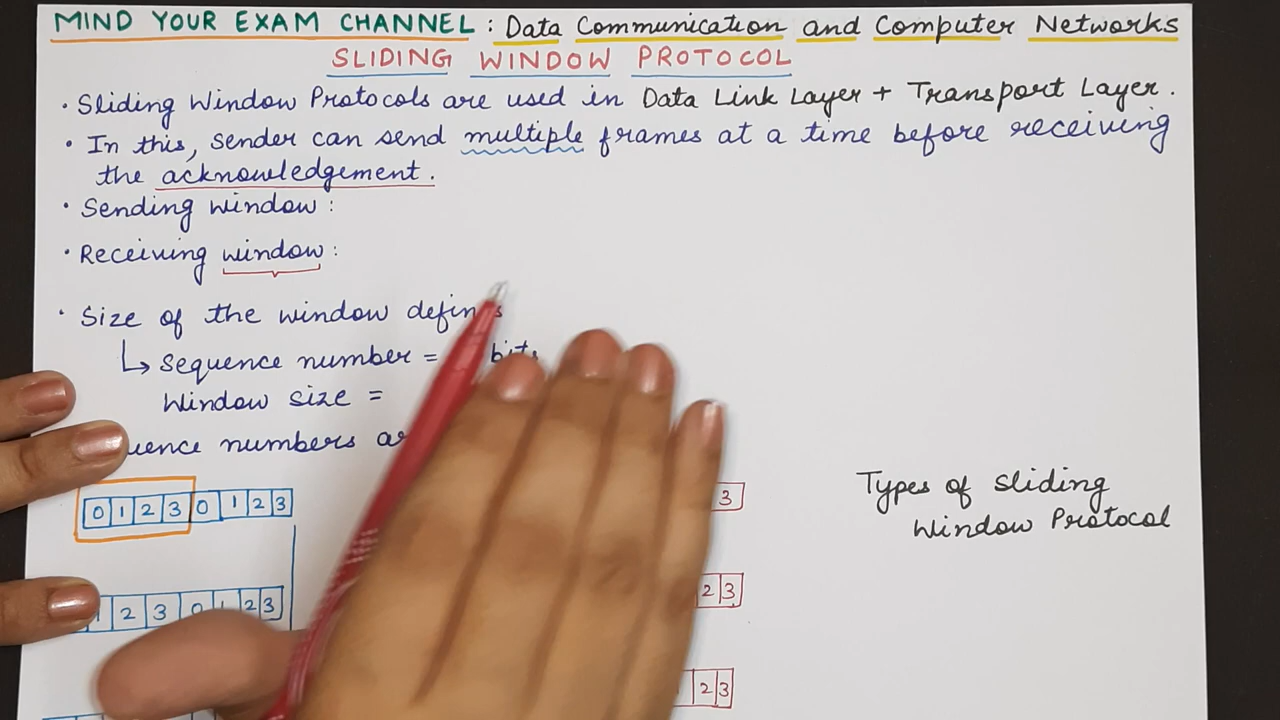 MIND YOUR EXAM CHANNEL : Data Communication and Computer Networks
SLIDING WINDOW PROTOCOL
• Sliding Window Protocols are used in Data Link Layer + Transport Layer.
• In this, sender can send multiple frames at a time before receiving
the acknowledgement.
• Sending window :
• Receiving window :
• Size of the window defines
↳ Sequence number = bits
Window size =
numbers
0 1 2 3 0 1 2 3
3
Types of sliding
Window Protocol
2 3 0 1 2 3
2 3
2 3